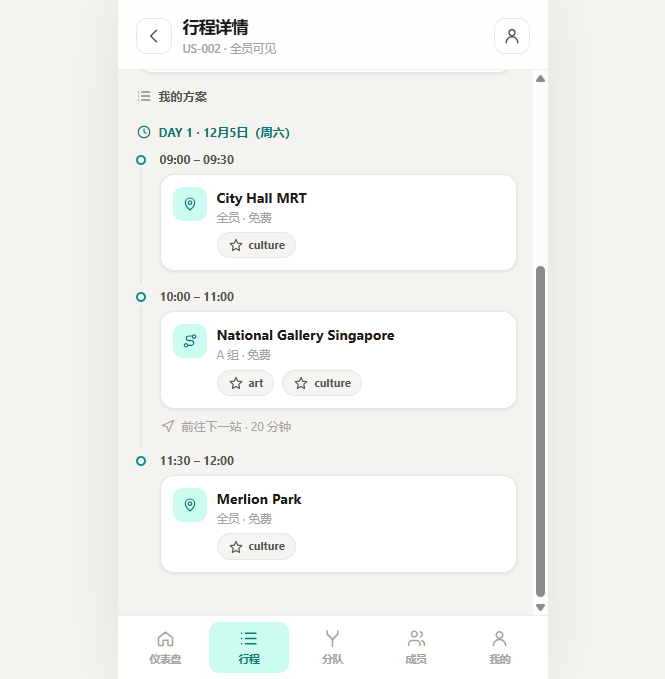 行程详情
US-002 · 全员可见
我的方案
DAY 1 · 12月5日（周六）
09:00 – 09:30
City Hall MRT
全员 · 免费
culture
10:00 – 11:00
National Gallery Singapore
A 组 · 免费
art culture
前往下一站 · 20 分钟
11:30 – 12:00
Merlion Park
全员 · 免费
culture
仪表盘 行程 分队 成员 我的